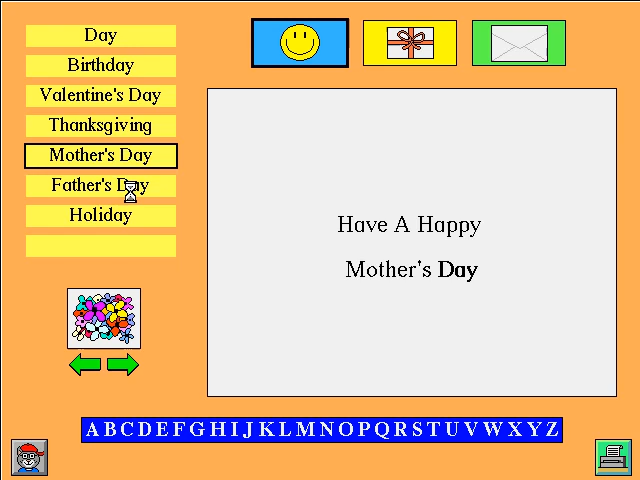 Day
Birthday
Valentine's Day
Thanksgiving
Mother's Day
Father's Day
Holiday
Have A Happy
Mother's Day
A B C D E F G H I J K L M N O P Q R S T U V W X Y Z